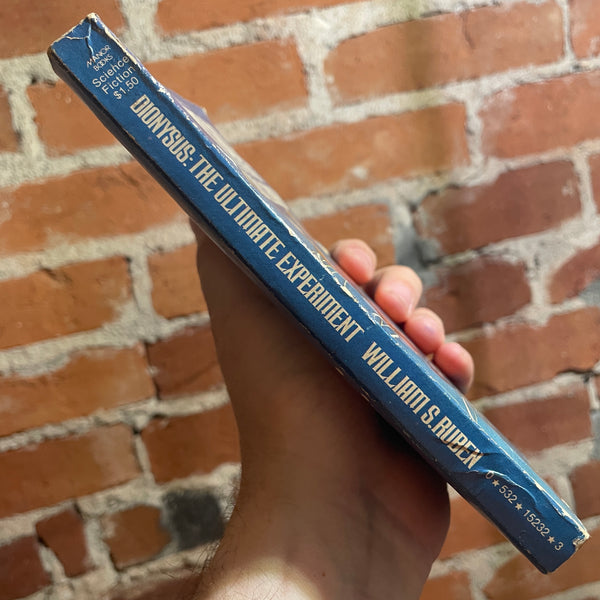 MANOR
BOOKS
Science
Fiction
$1.50
DIONYSUS: THE ULTIMATE EXPERIMENT WILLIAM S. RUBEN
0★532★15232★3